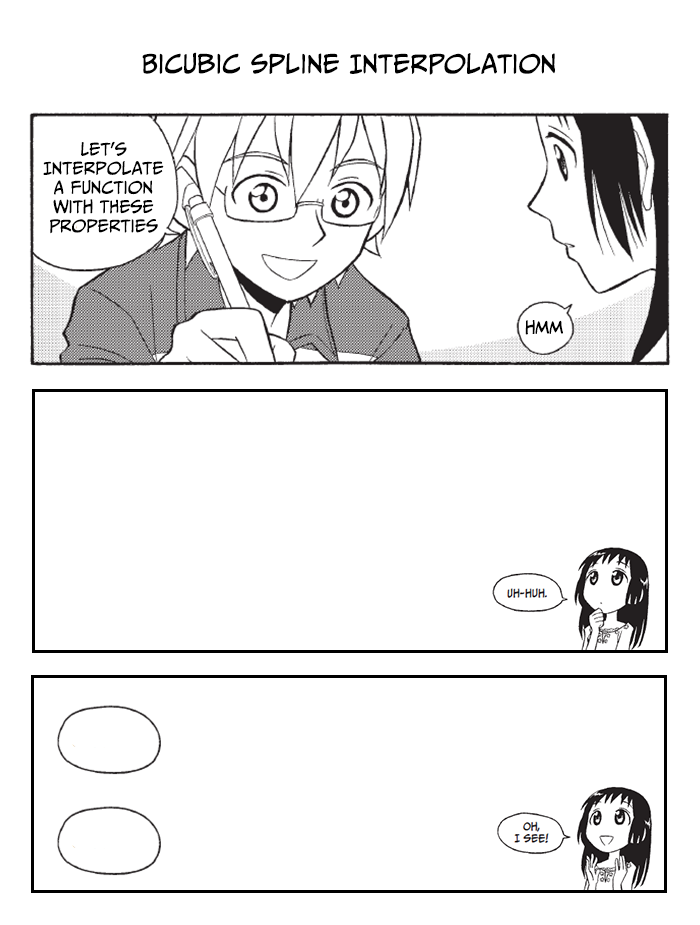 BICUBIC SPLINE INTERPOLATION
LET'S
INTERPOLATE
A FUNCTION
WITH THESE
PROPERTIES
HMM
UH-HUH.
OH,
I SEE!